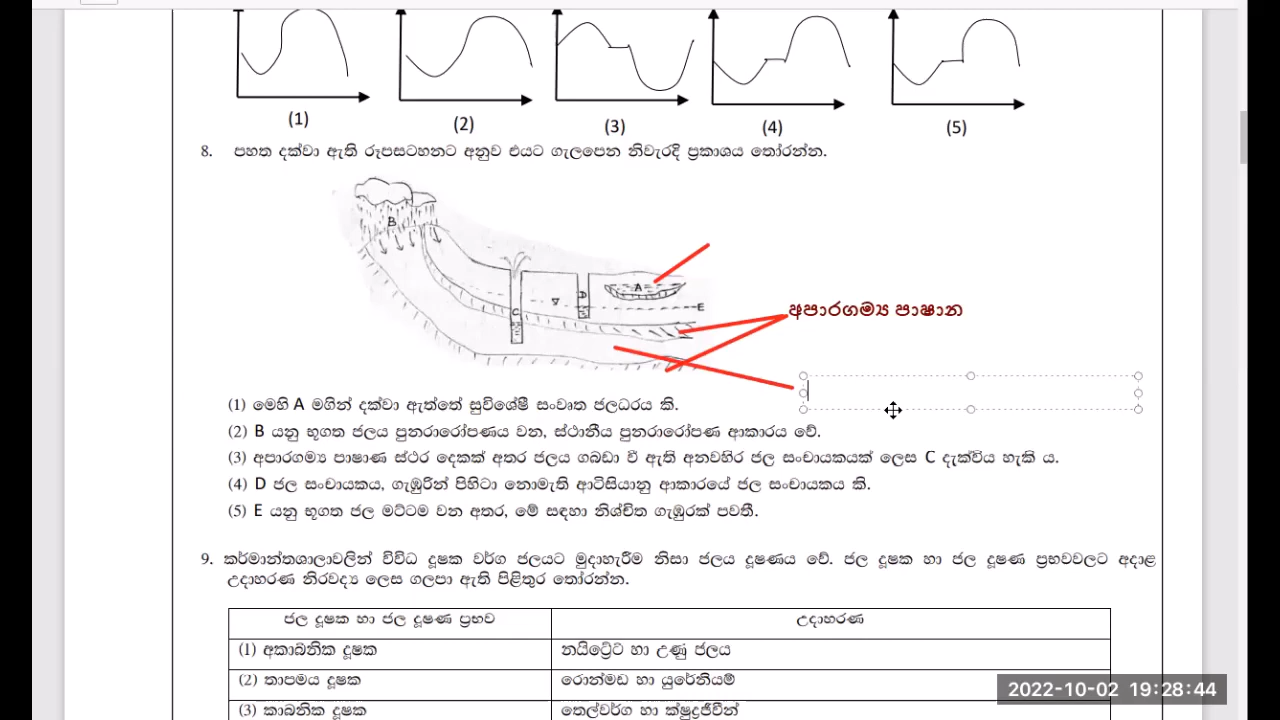 (1)
(2)
(3)
(4)
(5)
8. පහත දක්වා ඇති රූපසටහනට අනුව එයට ගැලපෙන නිවැරදි ප්‍රකාශය තෝරන්න.
B
A
D
E
C
අපාරගම්‍ය පාෂාන
(1) මෙහි A මගින් දක්වා ඇත්තේ සුවිශේෂී සංවෘත ජලධරය කි.
(2) B යනු භූගත ජලය පුනරාරෝපණය වන, ස්ථානීය පුනරාරෝපණ ආකාරය වේ.
(3) අපාරගම්‍ය පාෂාණ ස්ථර දෙකක් අතර ජලය ගබඩා වී ඇති අනවහිර ජල සංචායකයක් ලෙස C දැක්විය හැකි ය.
(4) D ජල සංචායකය, ගැඹුරින් පිහිටා නොමැති ආටිසියානු ආකාරයේ ජල සංචායකය කි.
(5) E යනු භූගත ජල මට්ටම වන අතර, මේ සඳහා නිශ්චිත ගැඹුරක් පවතී.
9. කර්මාන්තශාලාවලින් විවිධ දූෂක වර්ග ජලයට මුදාහැරීම නිසා ජලය දූෂණය වේ. ජල දූෂක හා ජල දූෂණ ප්‍රභවවලට අදාළ
උදාහරණ නිරවද්‍ය ලෙස ගලපා ඇති පිළිතුර තෝරන්න.
ජල දූෂක හා ජල දූෂණ ප්‍රභව උදාහරණ
(1) අකාබනික දූෂක නයිට්‍රේට හා උණු ජලය
(2) තාපමය දූෂක රොන්මඩ හා යුරේනියම්
(3) කාබනික දූෂක තෙල්වර්ග හා ක්ෂුද්‍රජීවීන්
2022-10-02 19:28:44